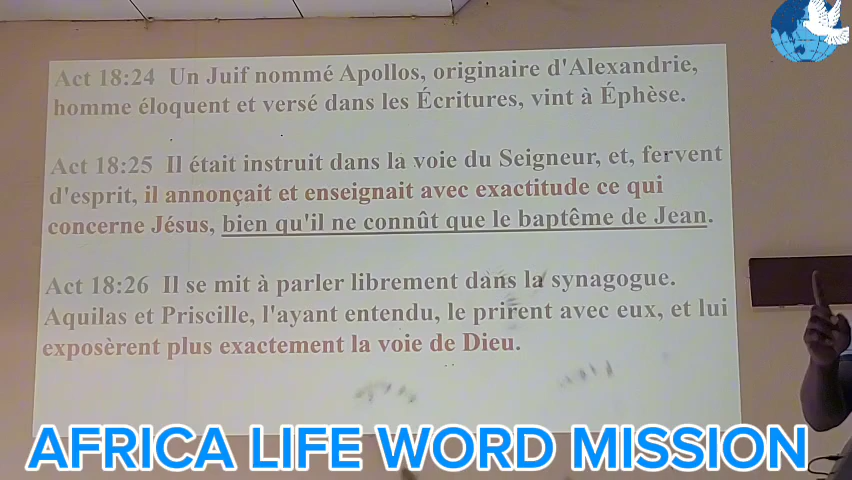 Act 18:24 Un Juif nommé Apollos, originaire d'Alexandrie,
homme éloquent et versé dans les Écritures, vint à Éphèse.
Act 18:25 Il était instruit dans la voie du Seigneur, et, fervent
d'esprit, il annonçait et enseignait avec exactitude ce qui
concerne Jésus, bien qu'il ne connût que le baptême de Jean.
Act 18:26 Il se mit à parler librement dans la synagogue.
Aquilas et Priscille, l'ayant entendu, le prirent avec eux, et lui
exposèrent plus exactement la voie de Dieu.
AFRICA LIFE WORD MISSION